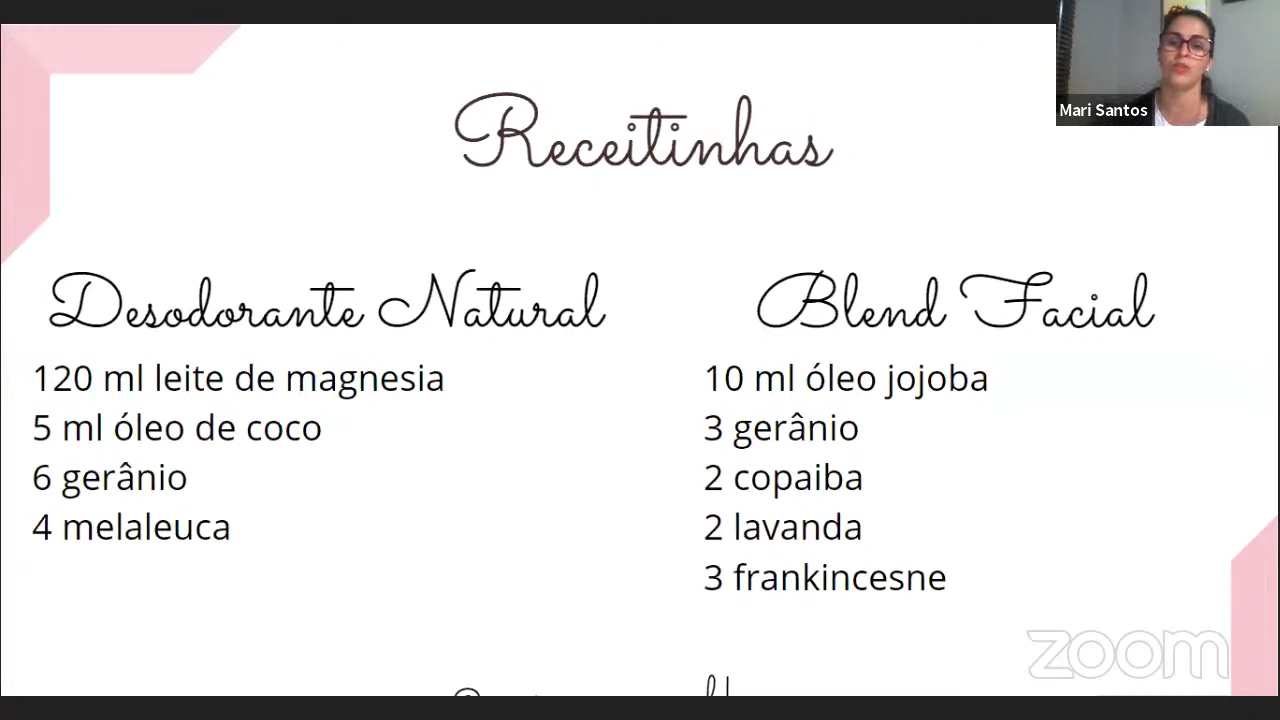 Mari Santos
Receitinhas
Desodorante Natural
120 ml leite de magnesia
5 ml óleo de coco
6 gerânio
4 melaleuca
Blend Facial
10 ml óleo jojoba
3 gerânio
2 copaiba
2 lavanda
3 frankincesne
zoom